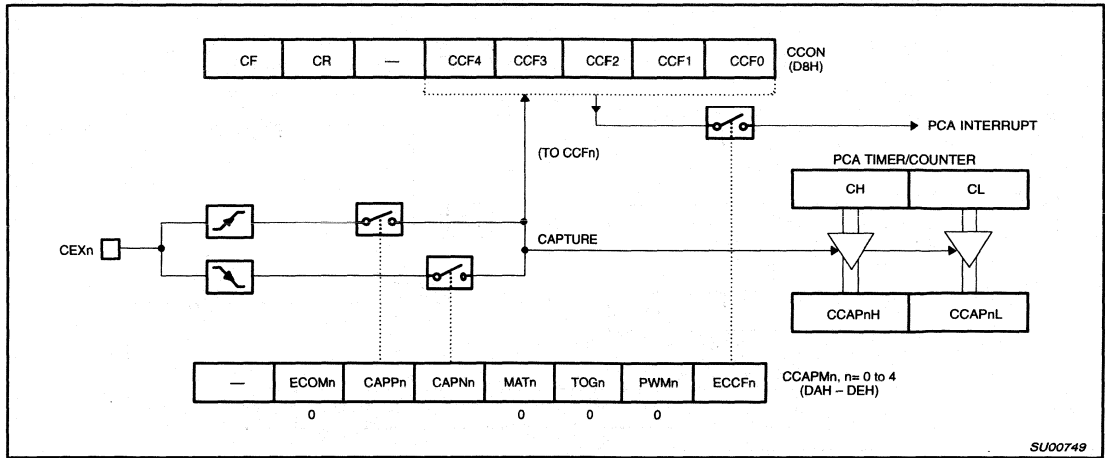 CF CR — CCF4 CCF3 CCF2 CCF1 CCF0
CCON
(D8H)
PCA INTERRUPT
(TO CCFn)
PCA TIMER/COUNTER
CH CL
CEXn
CAPTURE
CCAPnH CCAPnL
— ECOMn CAPPn CAPNn MATn TOGn PWMn ECCFn
CCAPMn, n= 0 to 4
(DAH – DEH)
0 0 0 0
SU00749